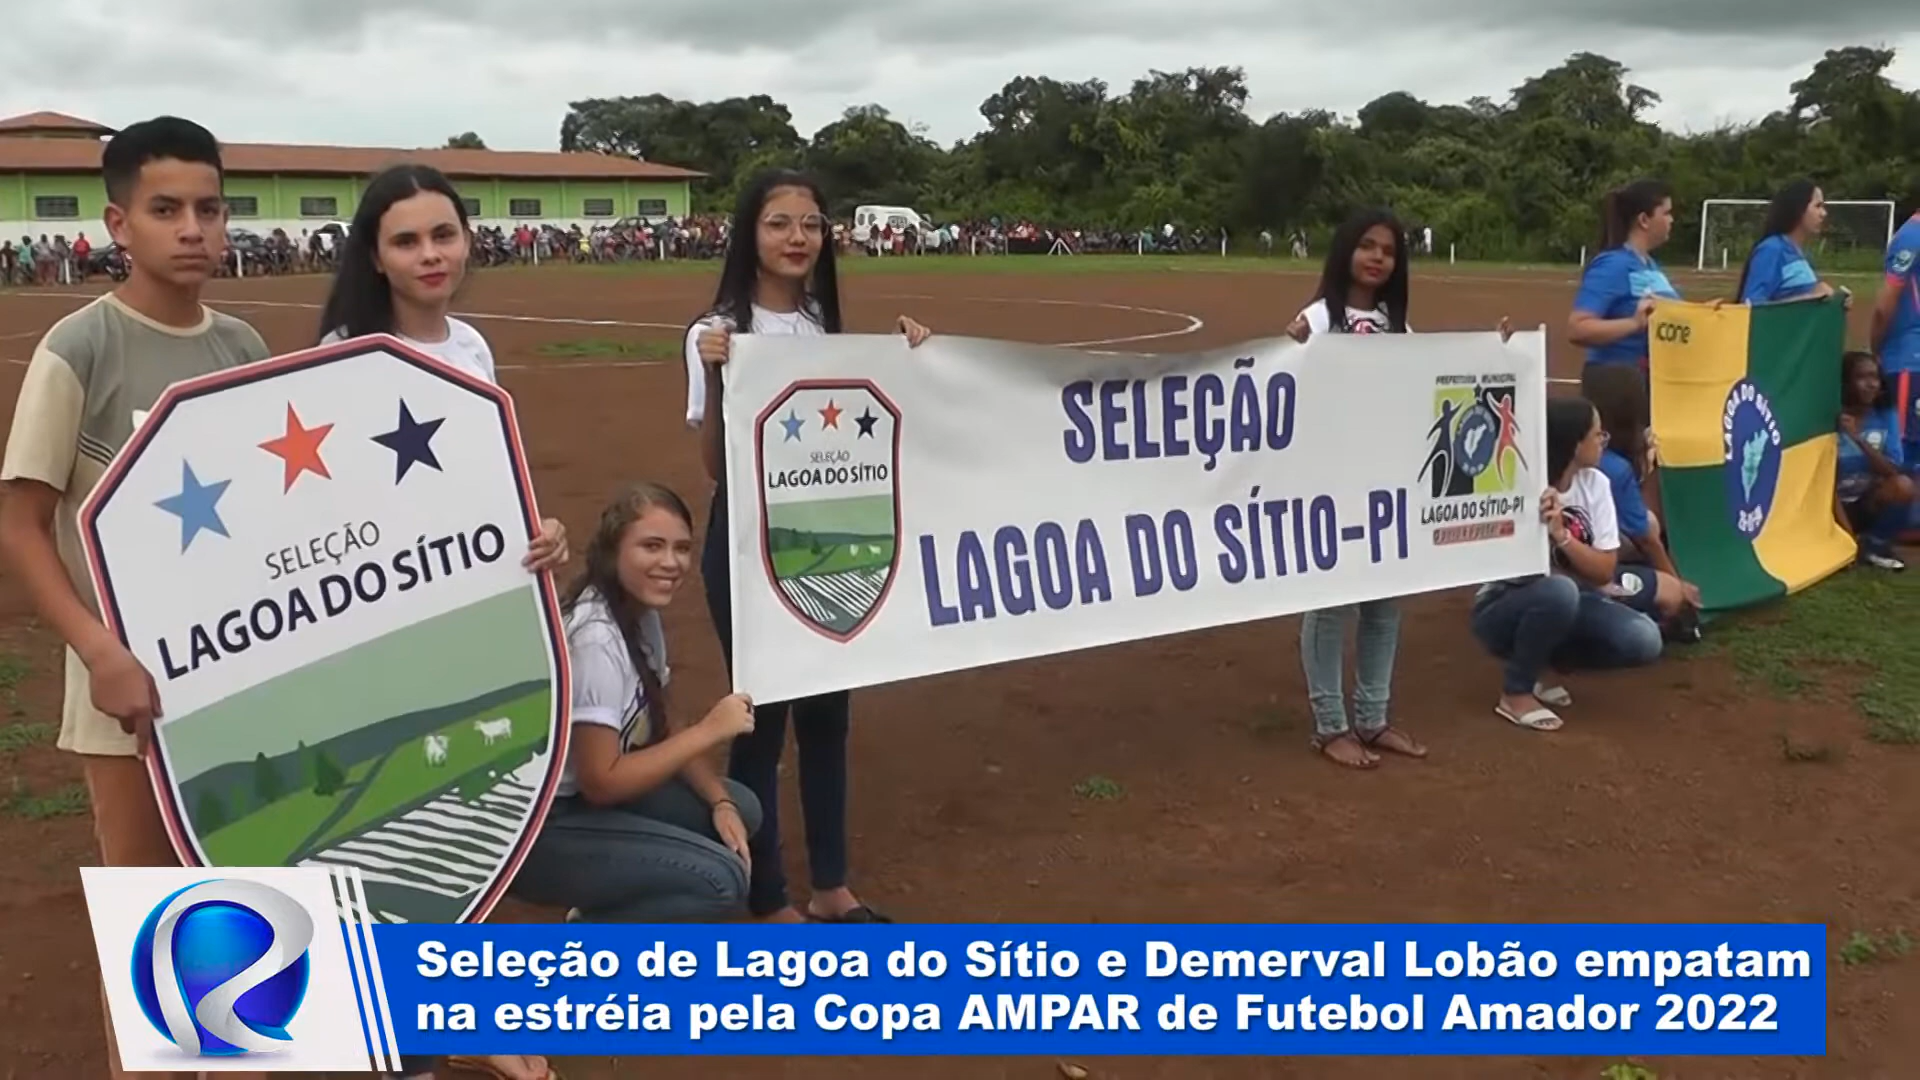 SELEÇÃO
LAGOA DO SÍTIO
SELEÇÃO
LAGOA DO SÍTIO
SELEÇÃO
LAGOA DO SÍTIO-PI
PREFEITURA MUNICIPAL
LAGOA DO SÍTIO-PI
icone
LAGOA DO SÍTIO
Seleção de Lagoa do Sítio e Demerval Lobão empatam
na estréia pela Copa AMPAR de Futebol Amador 2022